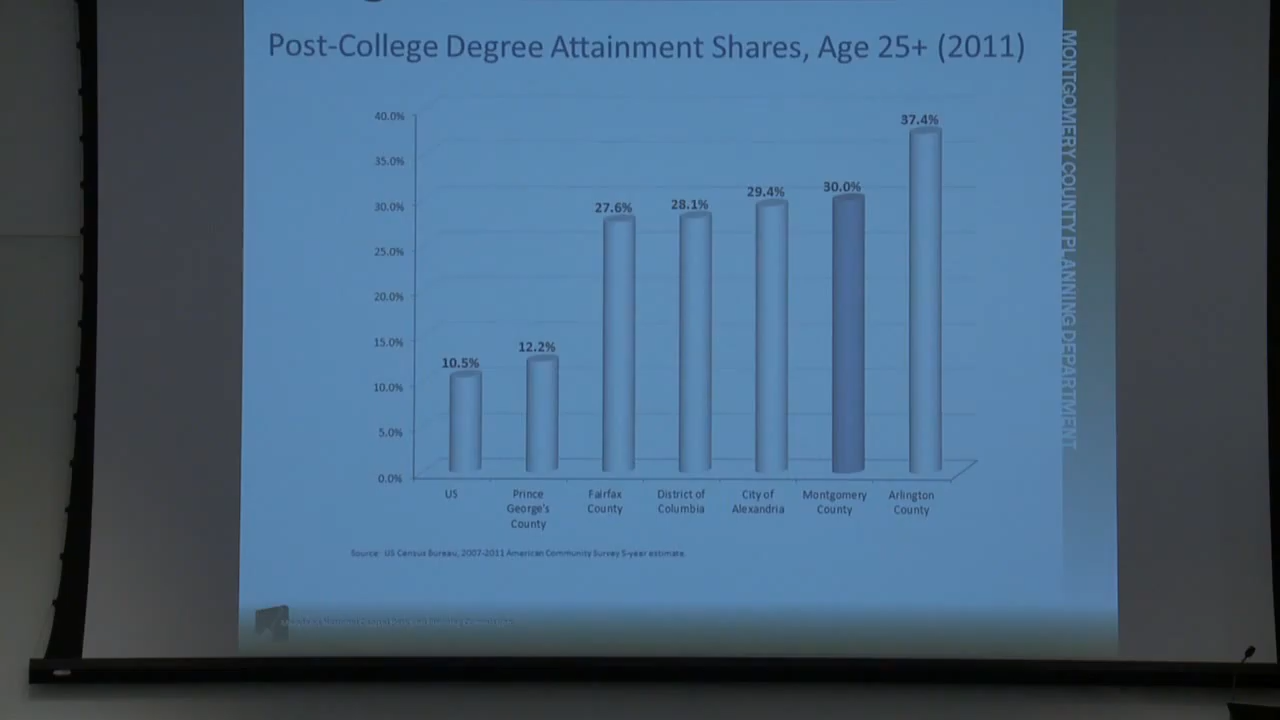 Post-College Degree Attainment Shares, Age 25+ (2011)
MONTGOMERY COUNTY PLANNING DEPARTMENT
40.0%
35.0%
30.0%
25.0%
20.0%
15.0%
10.0%
5.0%
0.0%
10.5%
12.2%
27.6%
28.1%
29.4%
30.0%
37.4%
US
Prince
George's
County
Fairfax
County
District of
Columbia
City of
Alexandria
Montgomery
County
Arlington
County
Source: US Census Bureau, 2007-2011 American Community Survey 5-year estimate.